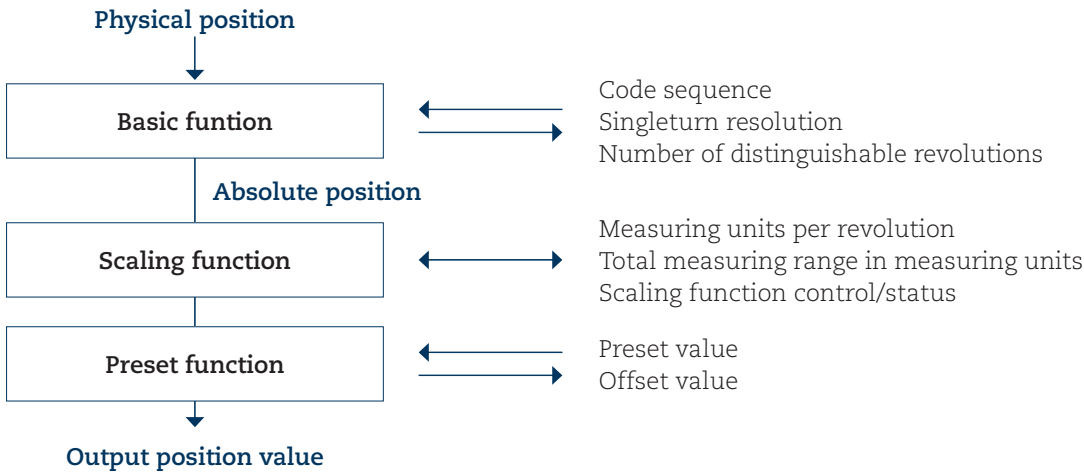 Physical position
Basic funtion
Code sequence
Singleturn resolution
Number of distinguishable revolutions
Absolute position
Scaling function
Measuring units per revolution
Total measuring range in measuring units
Scaling function control/status
Preset function
Preset value
Offset value
Output position value